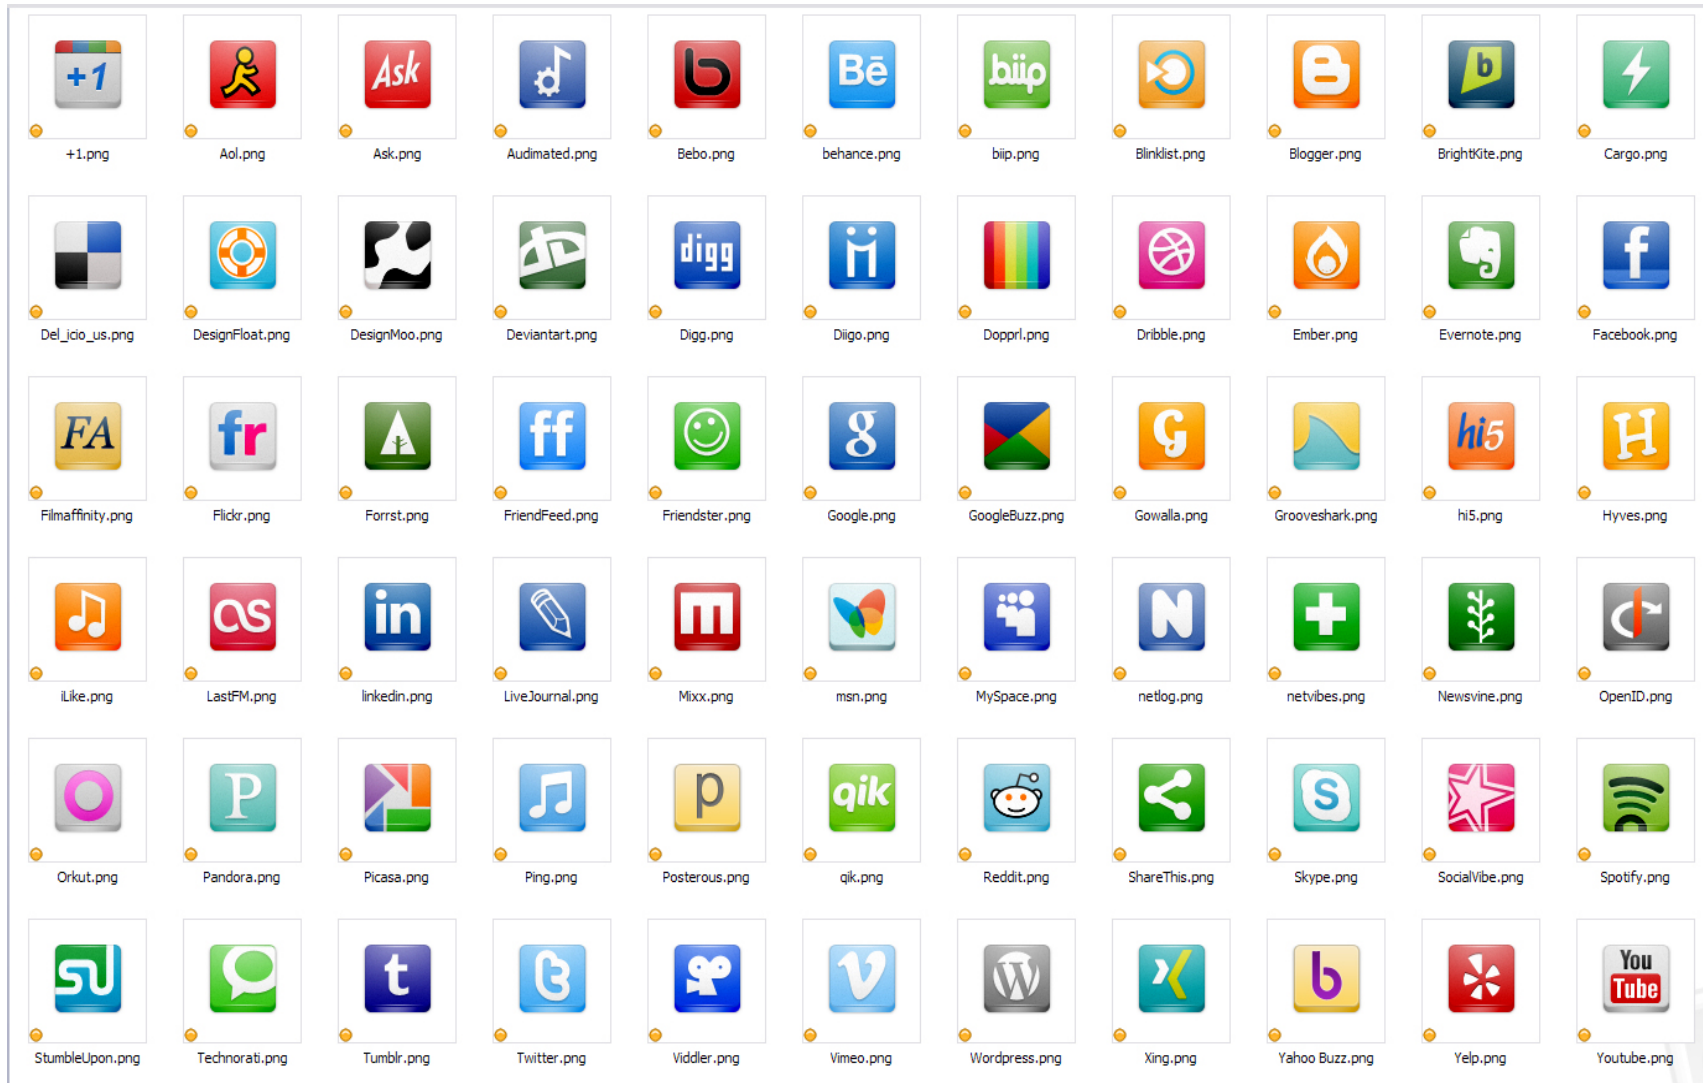 +1 Ask Bē biip b
+1.png Aol.png Ask.png Audimated.png Bebo.png behance.png biip.png Blinklist.png Blogger.png BrightKite.png Cargo.png
digg f
Del_icio_us.png DesignFloat.png DesignMoo.png Deviantart.png Digg.png Diigo.png Dopprl.png Dribble.png Ember.png Evernote.png Facebook.png
FA fr ff g G hi5 H
Filmaffinity.png Flickr.png Forrst.png FriendFeed.png Friendster.png Google.png GoogleBuzz.png Gowalla.png Grooveshark.png hi5.png Hyves.png
as in m N
iLike.png LastFM.png linkedin.png LiveJournal.png Mixx.png msn.png MySpace.png netlog.png netvibes.png Newsvine.png OpenID.png
P p qik S
Orkut.png Pandora.png Picasa.png Ping.png Posterous.png qik.png Reddit.png ShareThis.png Skype.png SocialVibe.png Spotify.png
su t t v W b You Tube
StumbleUpon.png Technorati.png Tumblr.png Twitter.png Viddler.png Vimeo.png Wordpress.png Xing.png Yahoo Buzz.png Yelp.png Youtube.png